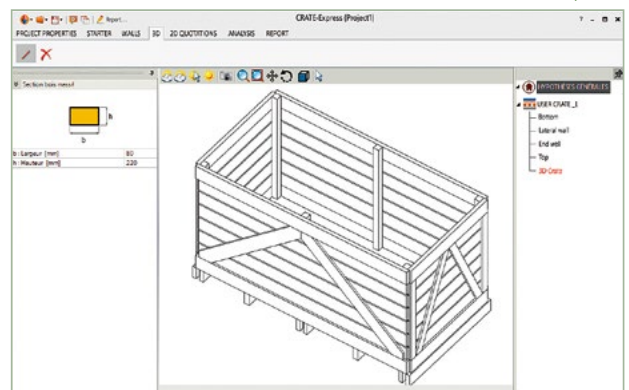 Report...
CRATE-Express [Project1]
PROJECT PROPERTIES STARTER WALLS 3D 2D QUOTATIONS ANALYSIS REPORT
Section bois massif
h
b
b : Largeur [mm] 80
h : Hauteur [mm] 220
HYPOTHESES GENERALES
USER CRATE_1
Bottom
Lateral wall
End wall
Top
3D Crate